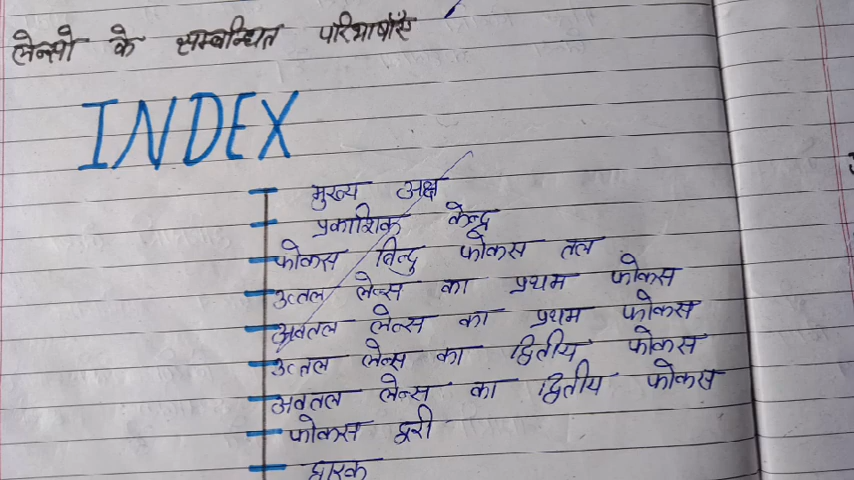 लेन्सो के सम्बन्धित परिभाषाएँ
INDEX
मुख्य अक्ष
प्रकाशिक केन्द्र
फोकस बिन्दु फोकस तल
उत्तल लेन्स का प्रथम फोकस
अवतल लेन्स का प्रथम फोकस
उत्तल लेन्स का द्वितीय फोकस
अवतल लेन्स का द्वितीय फोकस
फोकस दूरी